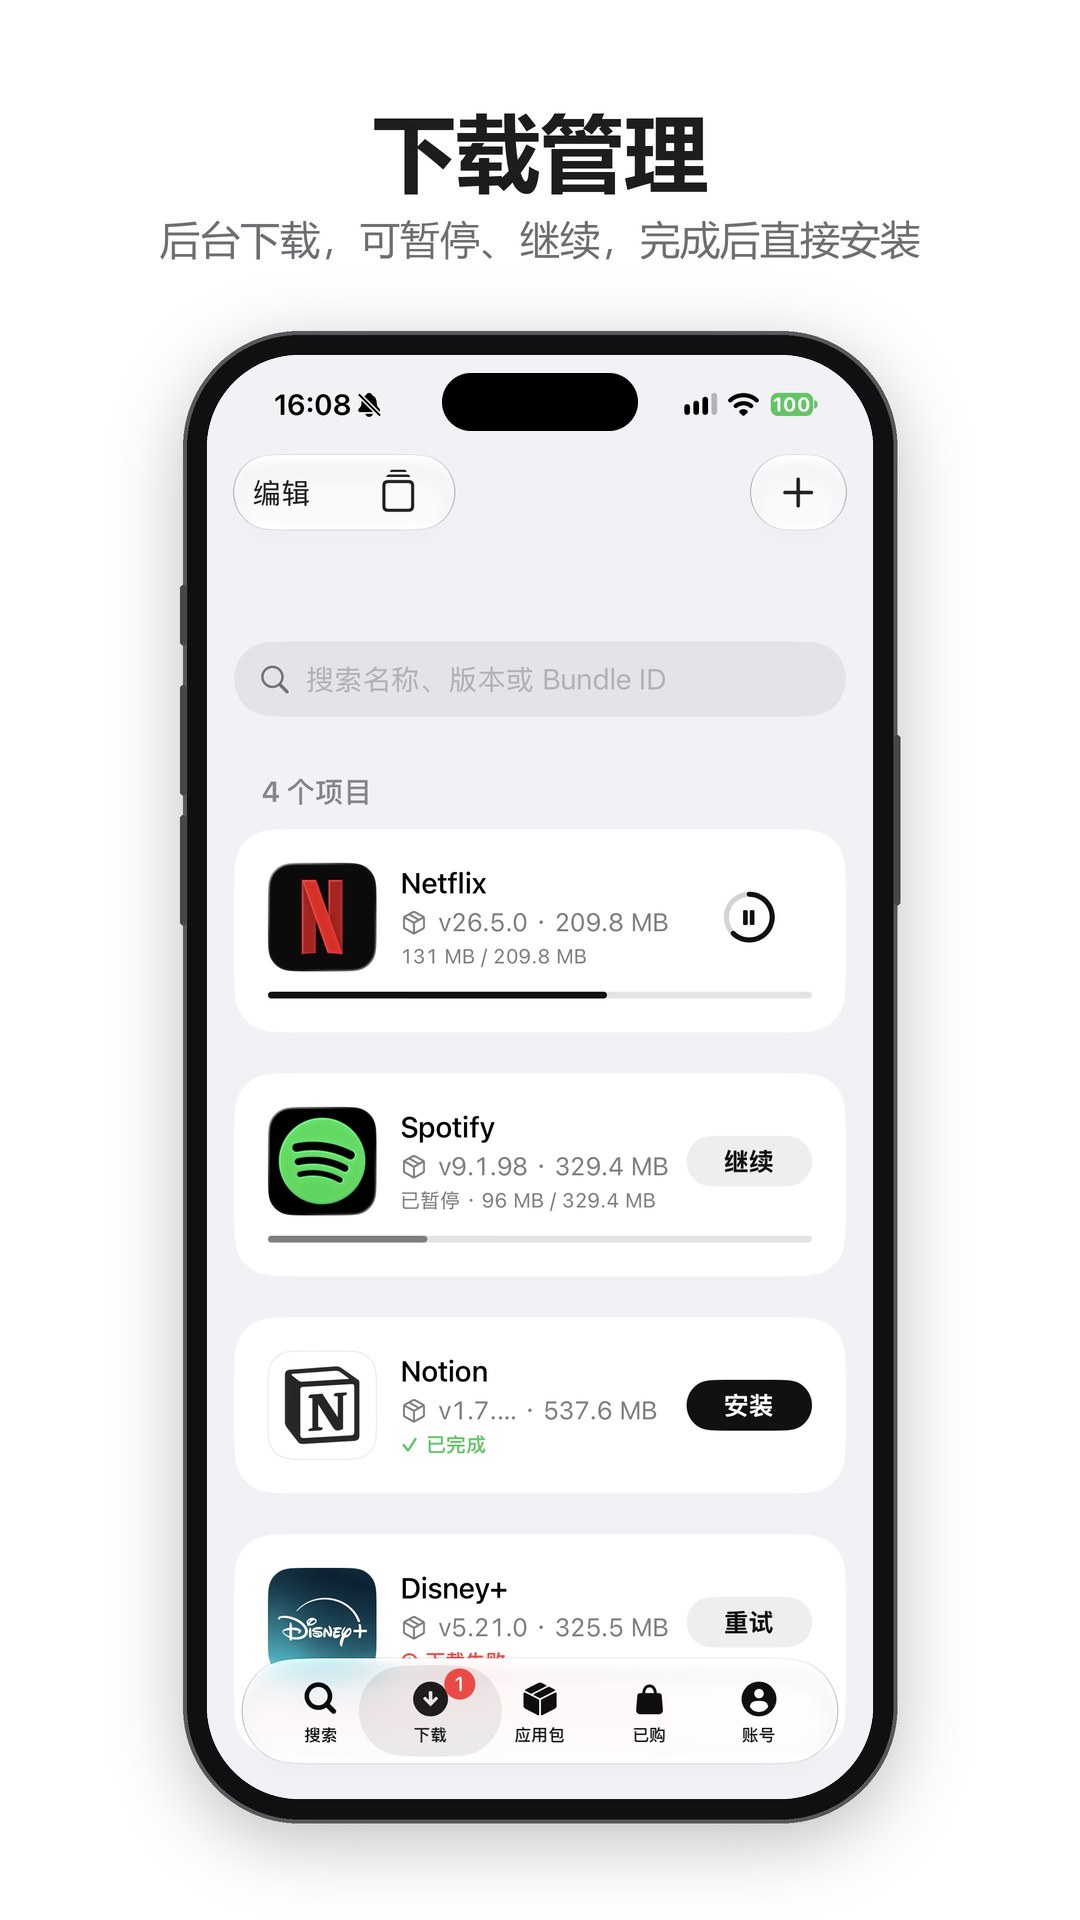 下载管理
后台下载，可暂停、继续，完成后直接安装
16:08
100
编辑
搜索名称、版本或 Bundle ID
4 个项目
Netflix
v26.5.0 · 209.8 MB
131 MB / 209.8 MB
Spotify
v9.1.98 · 329.4 MB
继续
已暂停 · 96 MB / 329.4 MB
Notion
v1.7.... · 537.6 MB
安装
已完成
Disney+
Disney+
v5.21.0 · 325.5 MB
重试
下载失败
1
搜索
下载
应用包
已购
账号